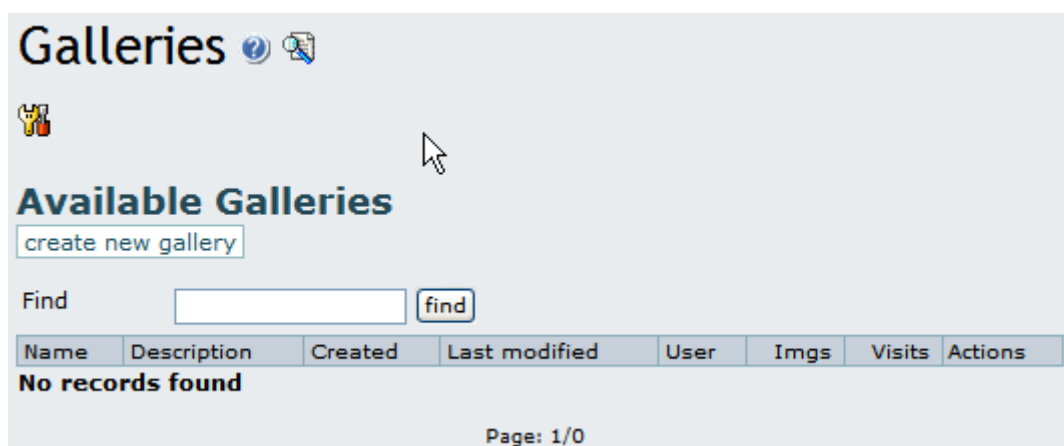 Galleries
Available Galleries
create new gallery
Find find
Name Description Created Last modified User Imgs Visits Actions
No records found
Page: 1/0